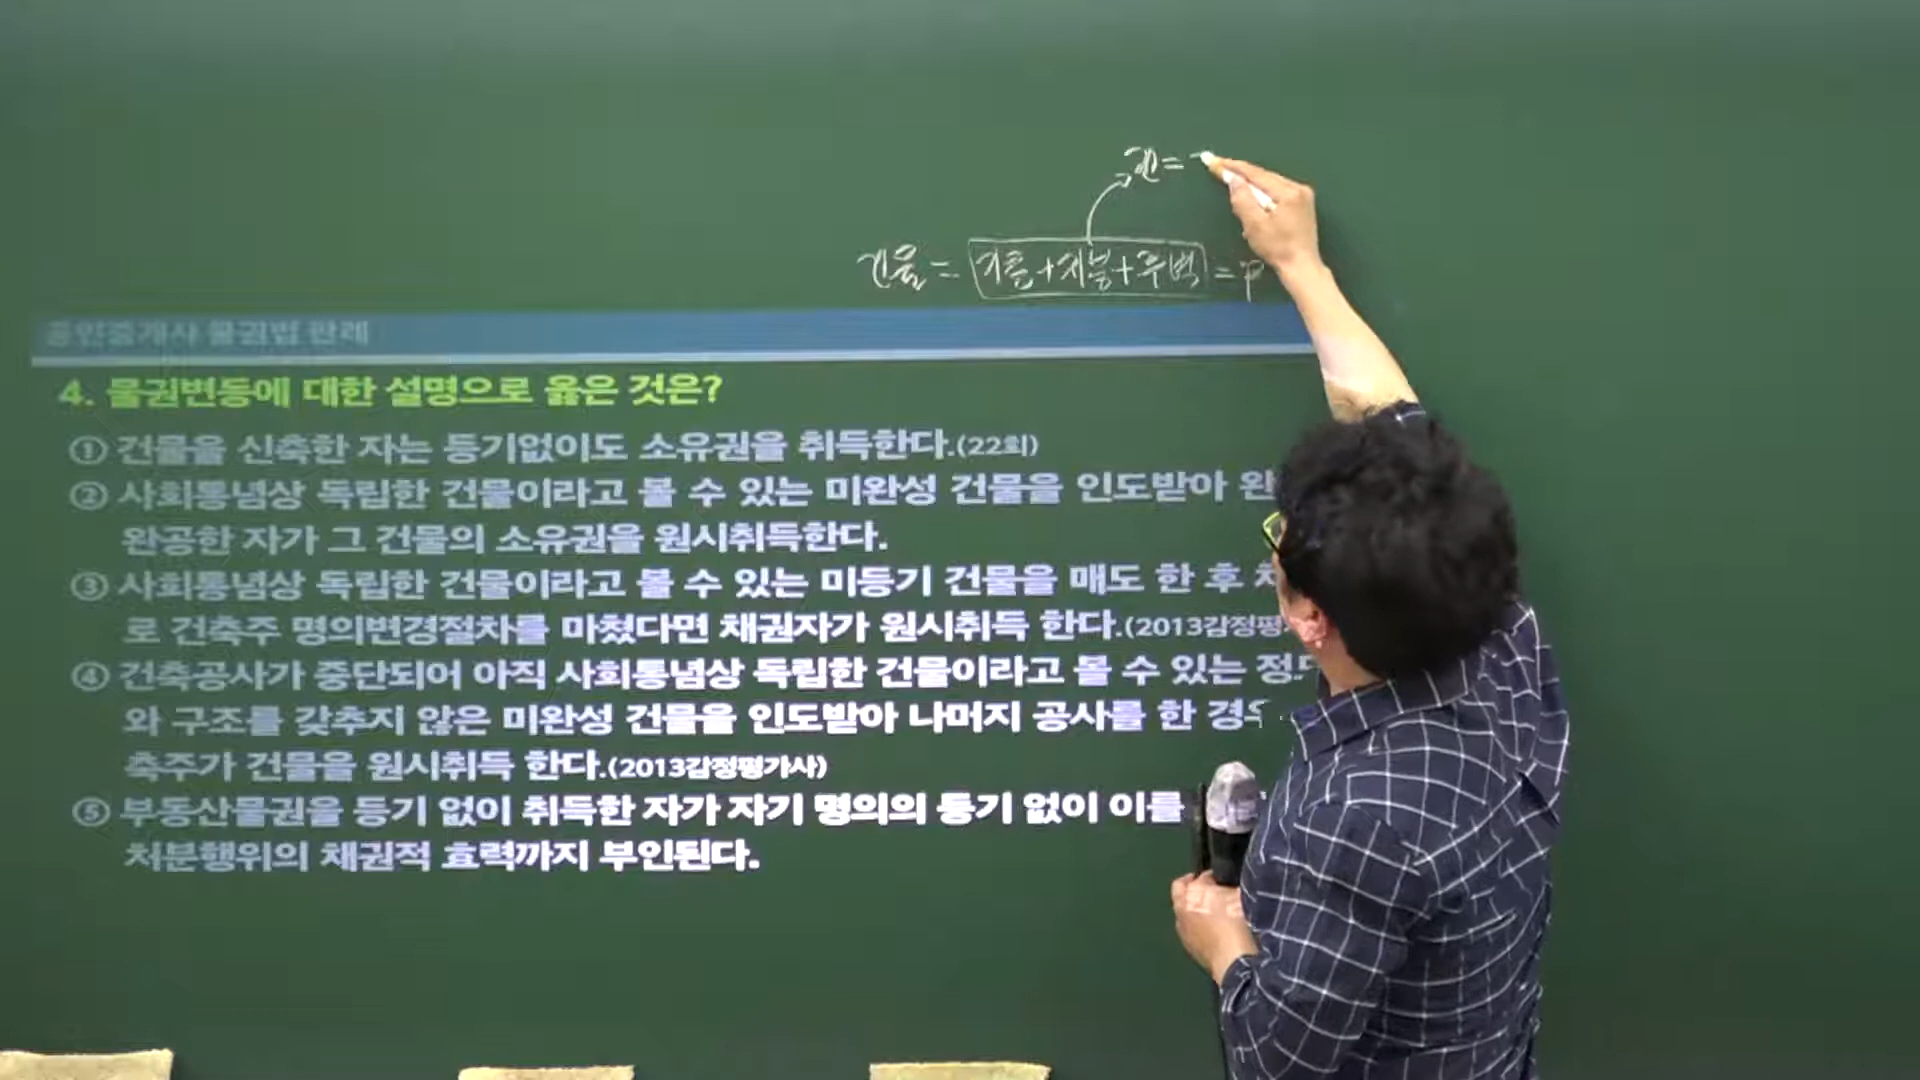 건물 = 기둥+지붕+주벽 =
공인중개사 물권법 판례
4. 물권변동에 대한 설명으로 옳은 것은?
① 건물을 신축한 자는 등기없이도 소유권을 취득한다.(22회)
② 사회통념상 독립한 건물이라고 볼 수 있는 미완성 건물을 인도받아 완
완공한 자가 그 건물의 소유권을 원시취득한다.
③ 사회통념상 독립한 건물이라고 볼 수 있는 미등기 건물을 매도 한 후
로 건축주 명의변경절차를 마쳤다면 채권자가 원시취득 한다.(2013감정평
④ 건축공사가 중단되어 아직 사회통념상 독립한 건물이라고 볼 수 있는 정
와 구조를 갖추지 않은 미완성 건물을 인도받아 나머지 공사를 한 경우
축주가 건물을 원시취득 한다.(2013감정평가사)
⑤ 부동산물권을 등기 없이 취득한 자가 자기 명의의 등기 없이 이를
처분행위의 채권적 효력까지 부인된다.